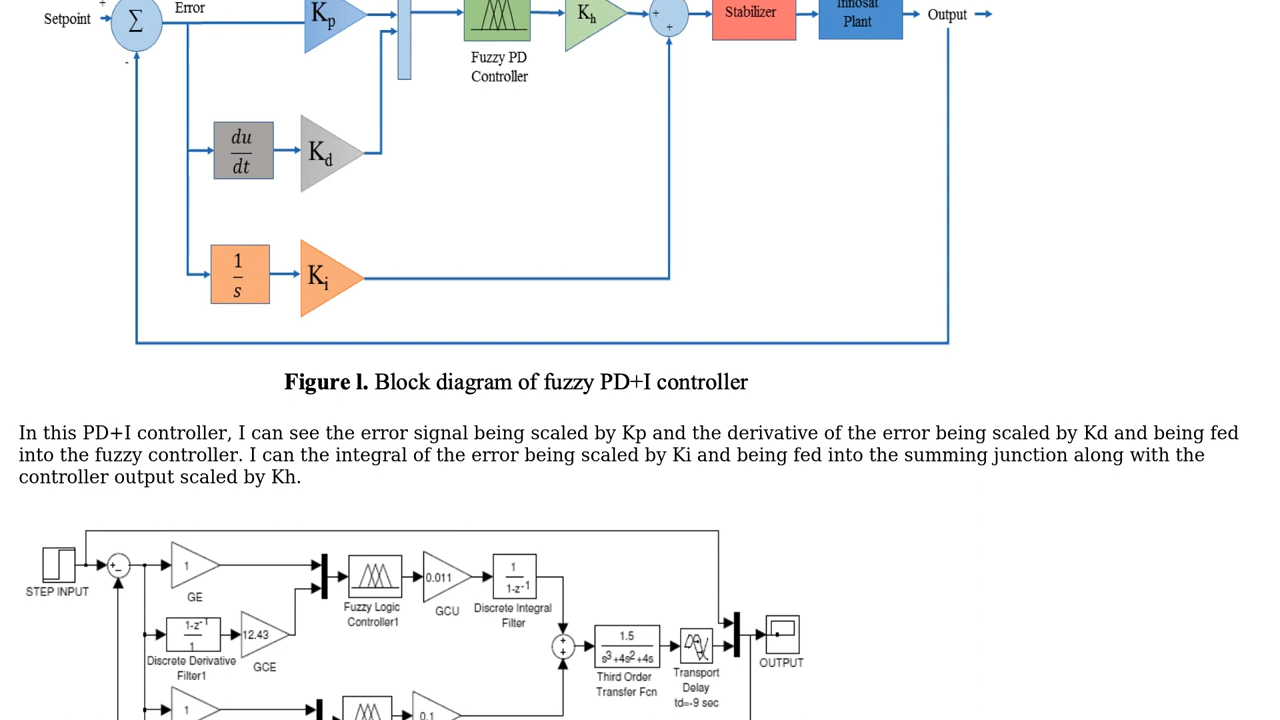 Setpoint
+
Σ
-
Error
Kp
Fuzzy PD
Controller
Kh
+
+
Stabilizer
Innosat
Plant
Output
du
dt
Kd
1
s
Ki
Figure l. Block diagram of fuzzy PD+I controller
In this PD+I controller, I can see the error signal being scaled by Kp and the derivative of the error being scaled by Kd and being fed
into the fuzzy controller. I can the integral of the error being scaled by Ki and being fed into the summing junction along with the
controller output scaled by Kh.
STEP INPUT
+
-
1
GE
1-z-1
1
Discrete Derivative
Filter1
12.43
GCE
Fuzzy Logic
Controller1
0.011
GCU
1
1-z-1
Discrete Integral
Filter
+
+
1.5
s3+4s2+4s
Third Order
Transfer Fcn
Transport
Delay
td=-9 sec
OUTPUT
1
0.1